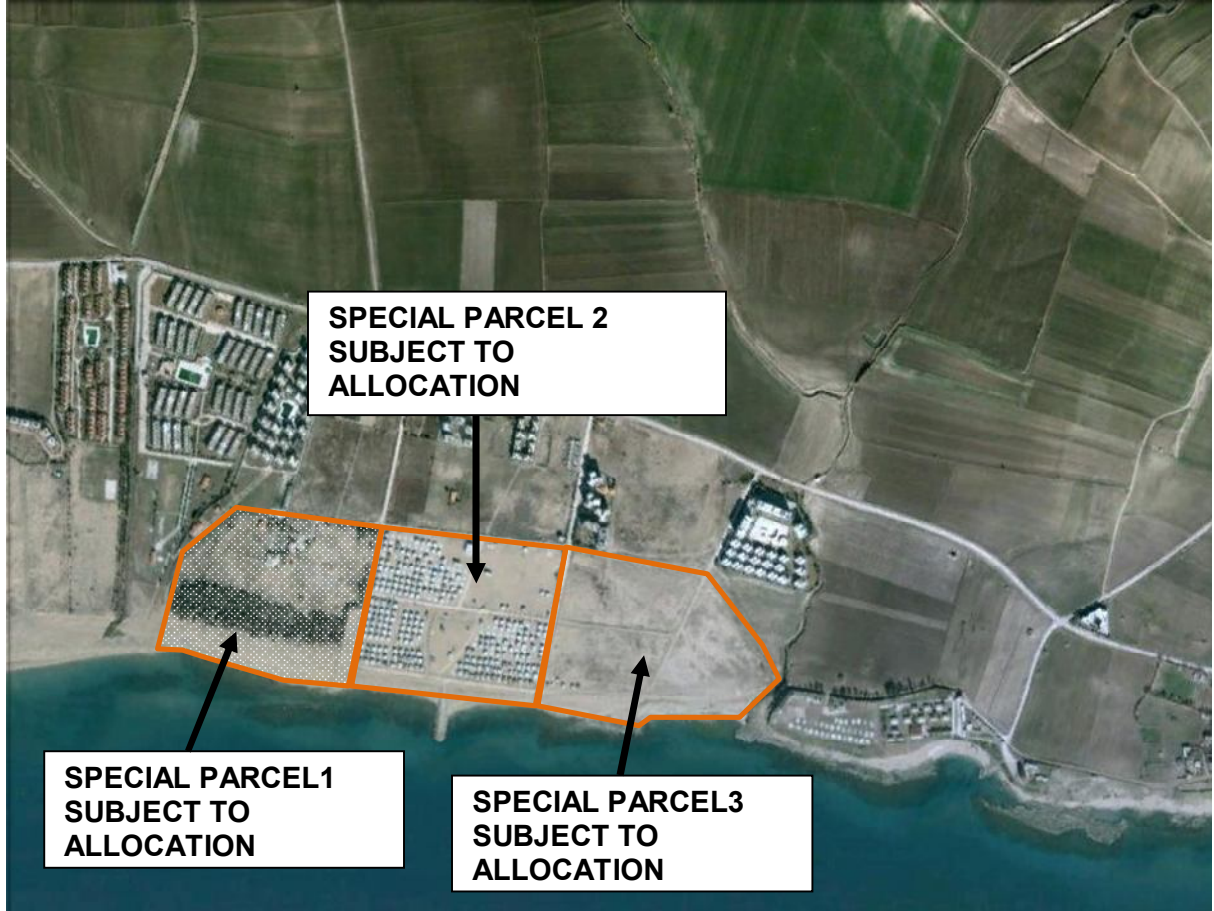 SPECIAL PARCEL 2
SUBJECT TO
ALLOCATION
SPECIAL PARCEL1
SUBJECT TO
ALLOCATION
SPECIAL PARCEL3
SUBJECT TO
ALLOCATION